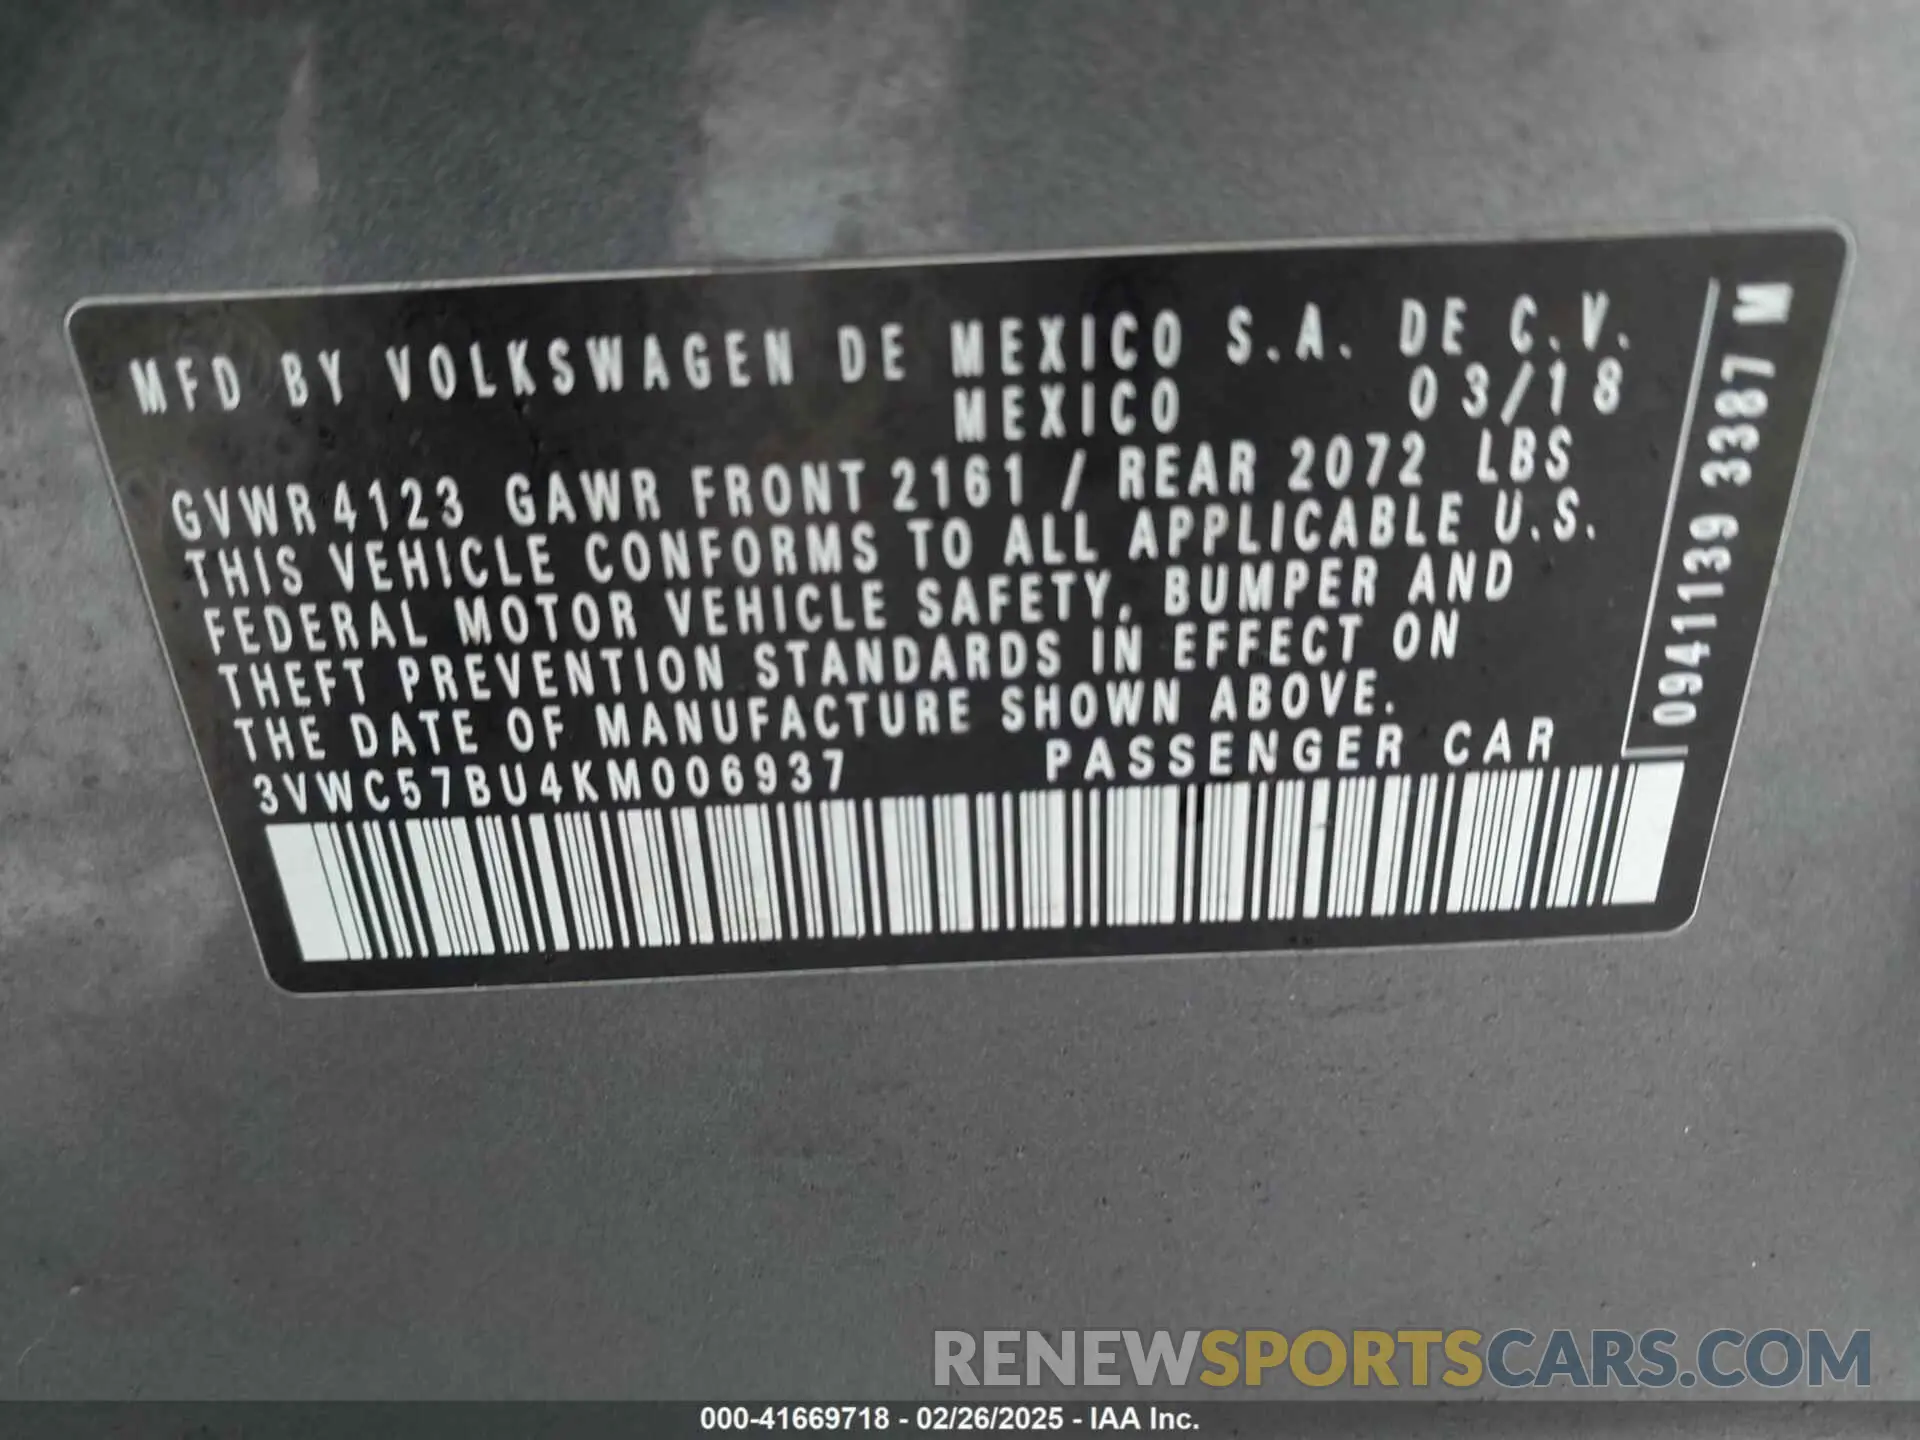 MFD BY VOLKSWAGEN DE MEXICO S.A. DE C.V.
MEXICO 03/18
GVWR 4123 GAWR FRONT 2161 / REAR 2072 LBS
THIS VEHICLE CONFORMS TO ALL APPLICABLE U.S.
FEDERAL MOTOR VEHICLE SAFETY, BUMPER AND
THEFT PREVENTION STANDARDS IN EFFECT ON
THE DATE OF MANUFACTURE SHOWN ABOVE.
3VWC57BU4KM006937 PASSENGER CAR
0941139 3387 M
RENEWSPORTSCARS.COM
000-41669718 - 02/26/2025 - IAA Inc.